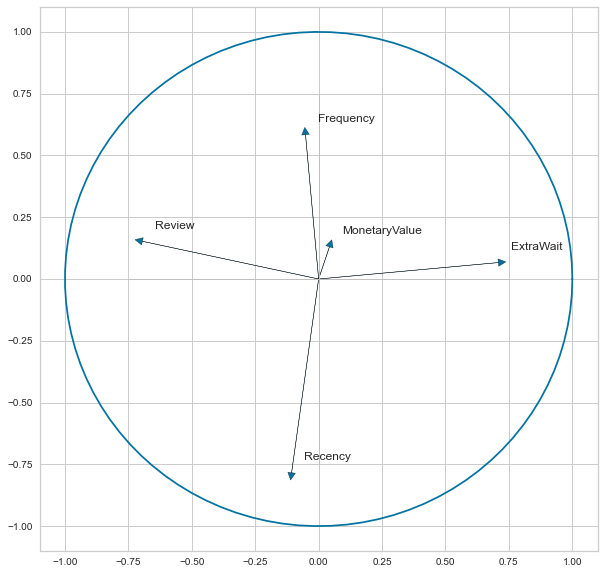 1.00
0.75
Frequency
0.50
0.25
Review
MonetaryValue
ExtraWait
0.00
−0.25
−0.50
−0.75
Recency
−1.00
−1.00 −0.75 −0.50 −0.25 0.00 0.25 0.50 0.75 1.00